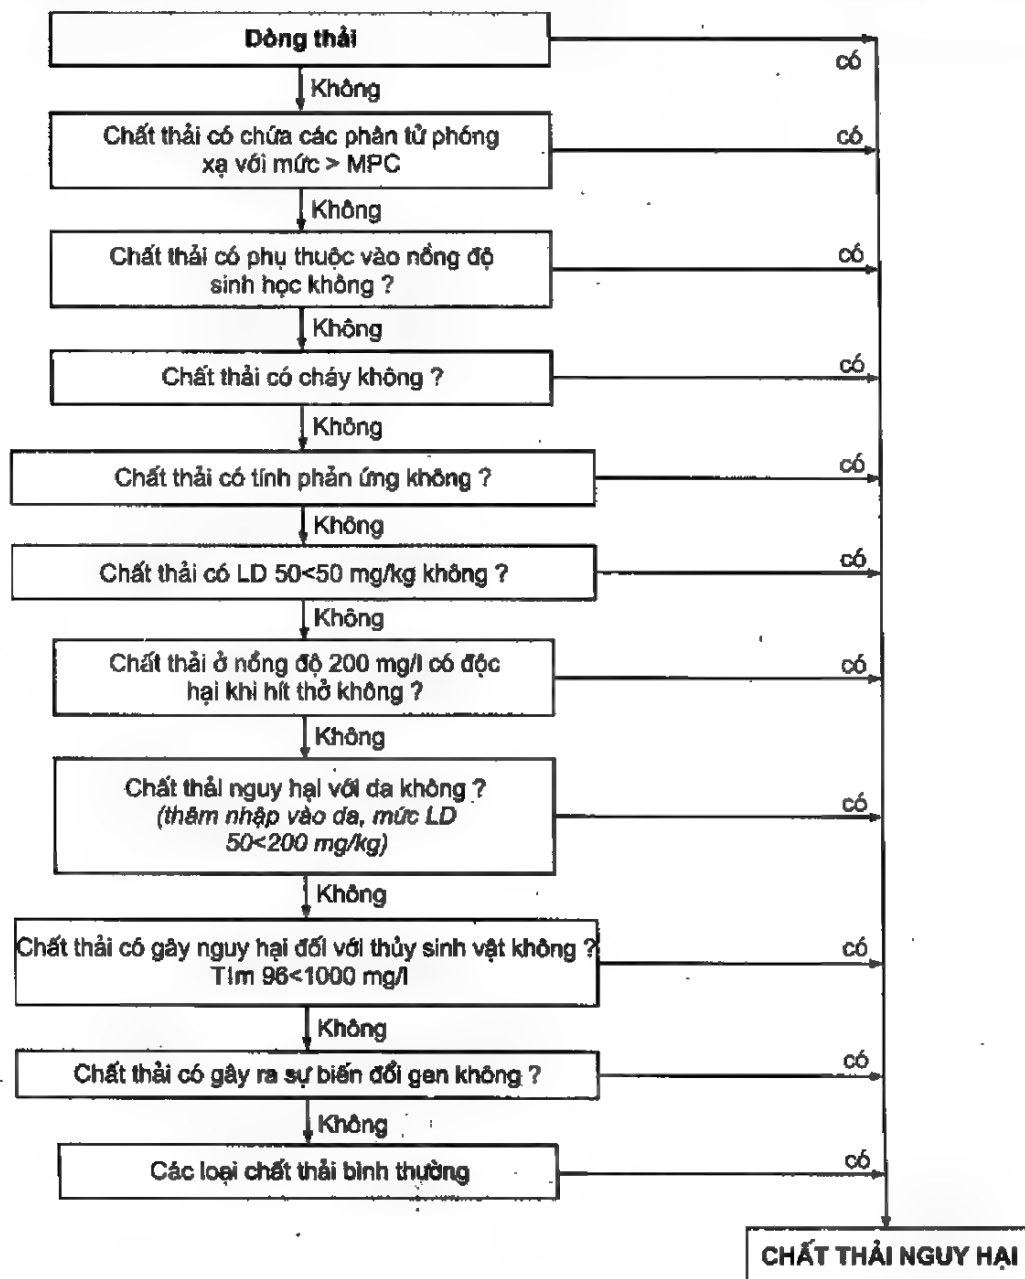 Dòng thải
có
Không
Chất thải có chứa các phân tử phóng
xạ với mức > MPC
có
Không
Chất thải có phụ thuộc vào nồng độ
sinh học không ?
có
Không
Chất thải có cháy không ?
có
Không
Chất thải có tính phản ứng không ?
có
Không
Chất thải có LD 50<50 mg/kg không ?
có
Không
Chất thải ở nồng độ 200 mg/l có độc
hại khi hít thở không ?
có
Không
Chất thải nguy hại với da không ?
(thâm nhập vào da, mức LD
50<200 mg/kg)
có
Không
Chất thải có gây nguy hại đối với thủy sinh vật không ?
Tlm 96<1000 mg/l
có
Không
Chất thải có gây ra sự biến đổi gen không ?
có
Không
Các loại chất thải bình thường
có
CHẤT THẢI NGUY HẠI